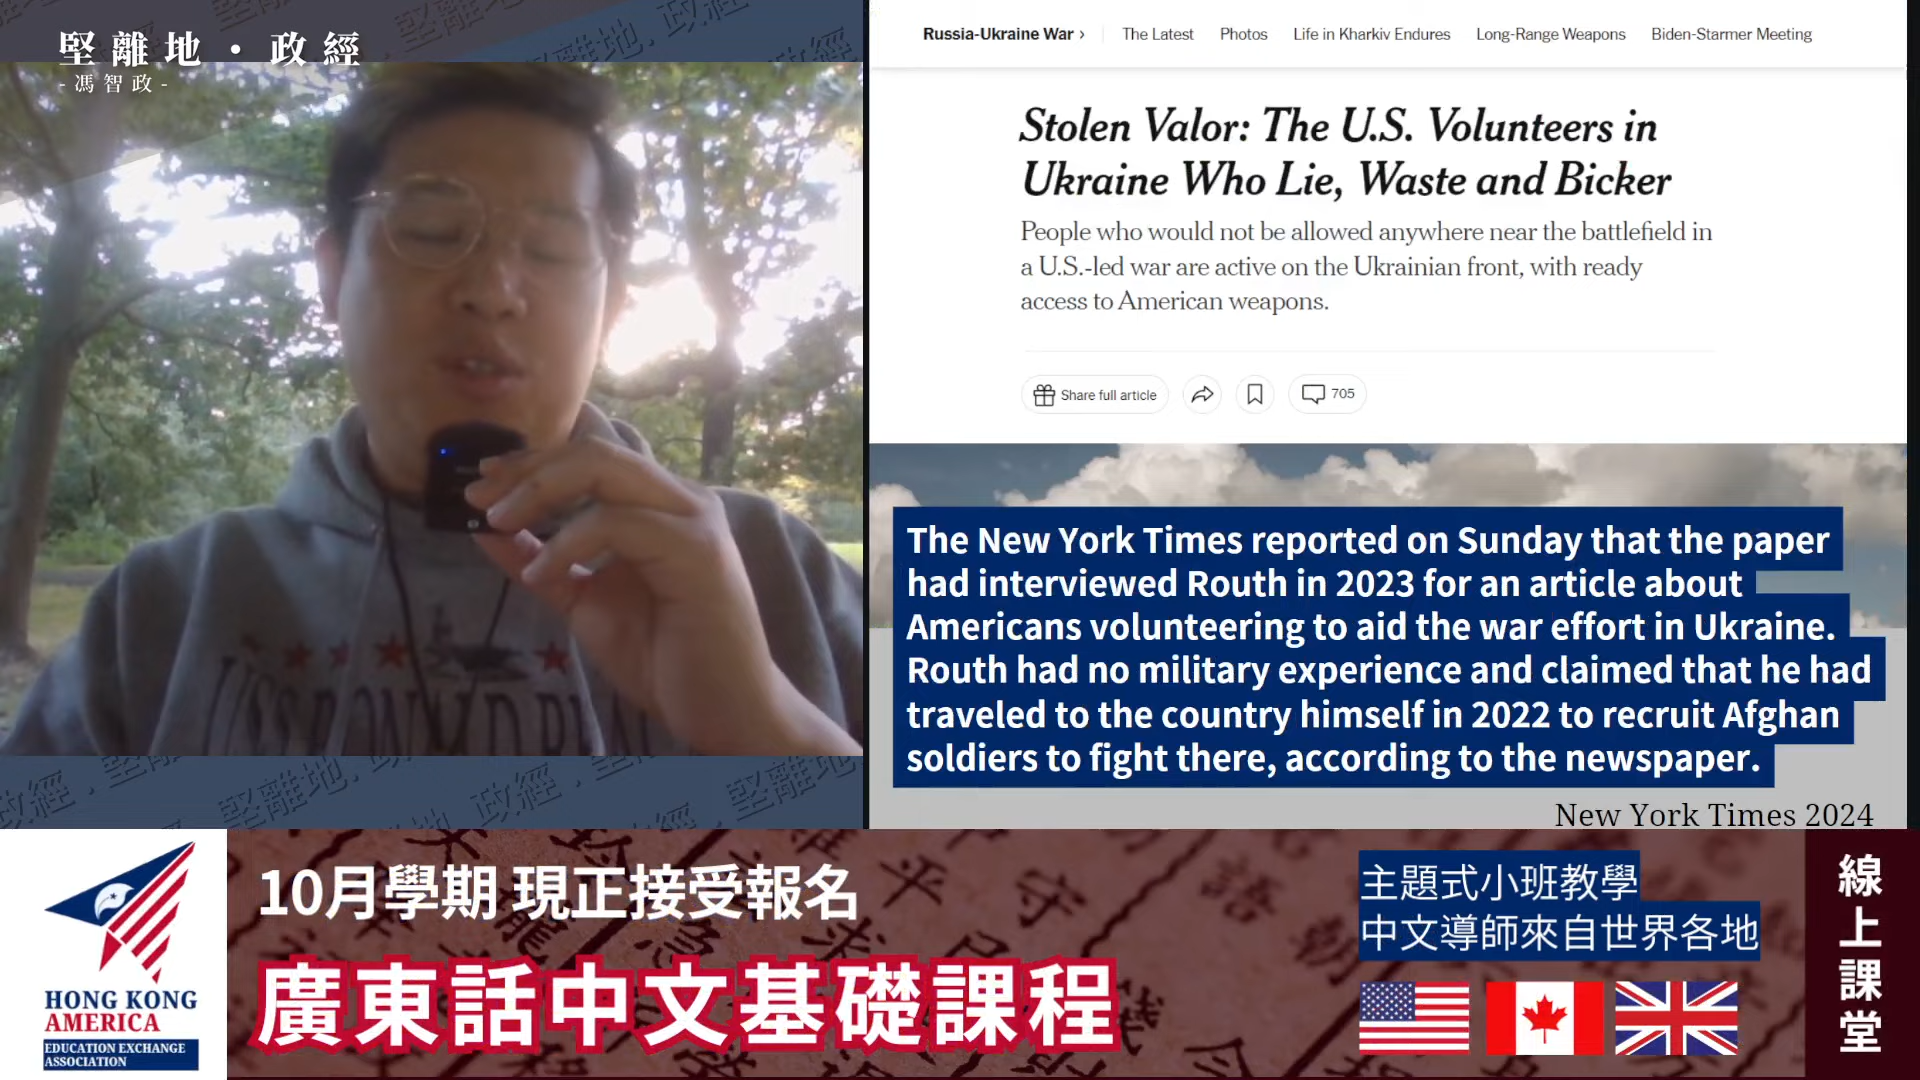 堅離地・政經
-馮智政-
Russia-Ukraine War › The Latest Photos Life in Kharkiv Endures Long-Range Weapons Biden-Starmer Meeting
Stolen Valor: The U.S. Volunteers in
Ukraine Who Lie, Waste and Bicker
People who would not be allowed anywhere near the battlefield in
a U.S.-led war are active on the Ukrainian front, with ready
access to American weapons.
Share full article
705
The New York Times reported on Sunday that the paper
had interviewed Routh in 2023 for an article about
Americans volunteering to aid the war effort in Ukraine.
Routh had no military experience and claimed that he had
traveled to the country himself in 2022 to recruit Afghan
soldiers to fight there, according to the newspaper.
New York Times 2024
HONG KONG
AMERICA
EDUCATION EXCHANGE
ASSOCIATION
10月學期 現正接受報名
廣東話中文基礎課程
主題式小班教學
中文導師來自世界各地
線上課堂